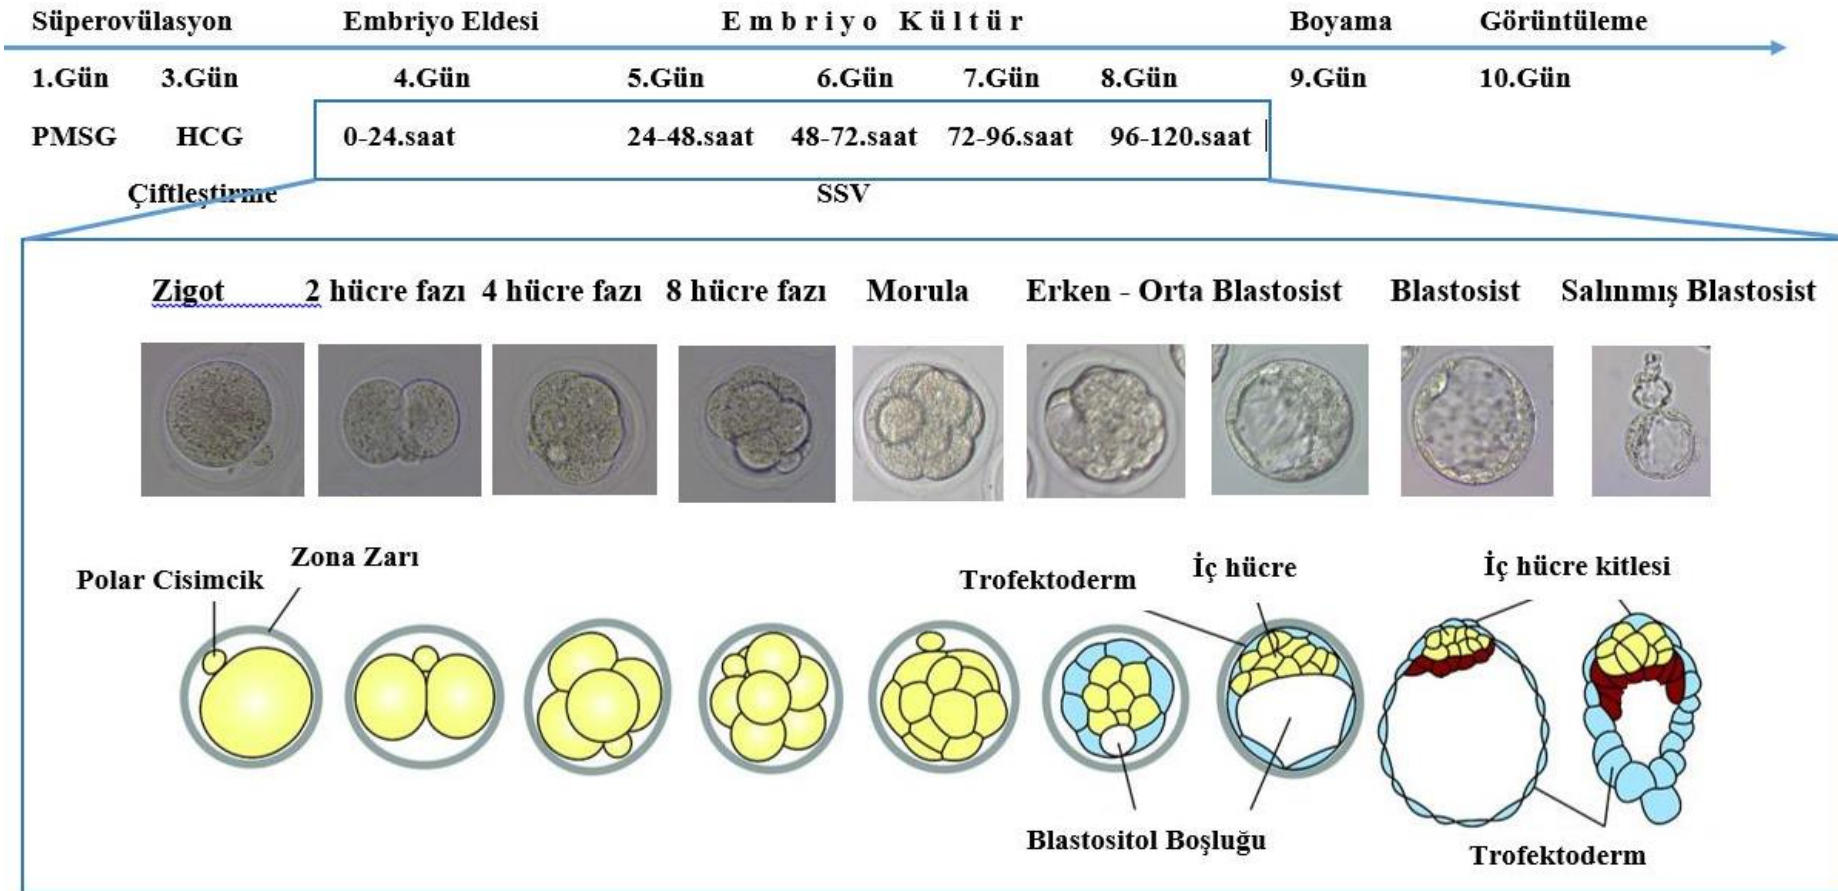 Süperovülasyon Embriyo Eldesi E m b r i y o K ü l t ü r Boyama Görüntüleme
1.Gün 3.Gün 4.Gün 5.Gün 6.Gün 7.Gün 8.Gün 9.Gün 10.Gün
PMSG HCG 0-24.saat 24-48.saat 48-72.saat 72-96.saat 96-120.saat
Çiftleştirme SSV
Zigot 2 hücre fazı 4 hücre fazı 8 hücre fazı Morula Erken - Orta Blastosist Blastosist Salınmış Blastosist
Polar Cisimcik Zona Zarı Trofektoderm İç hücre İç hücre kitlesi
Blastositol Boşluğu Trofektoderm